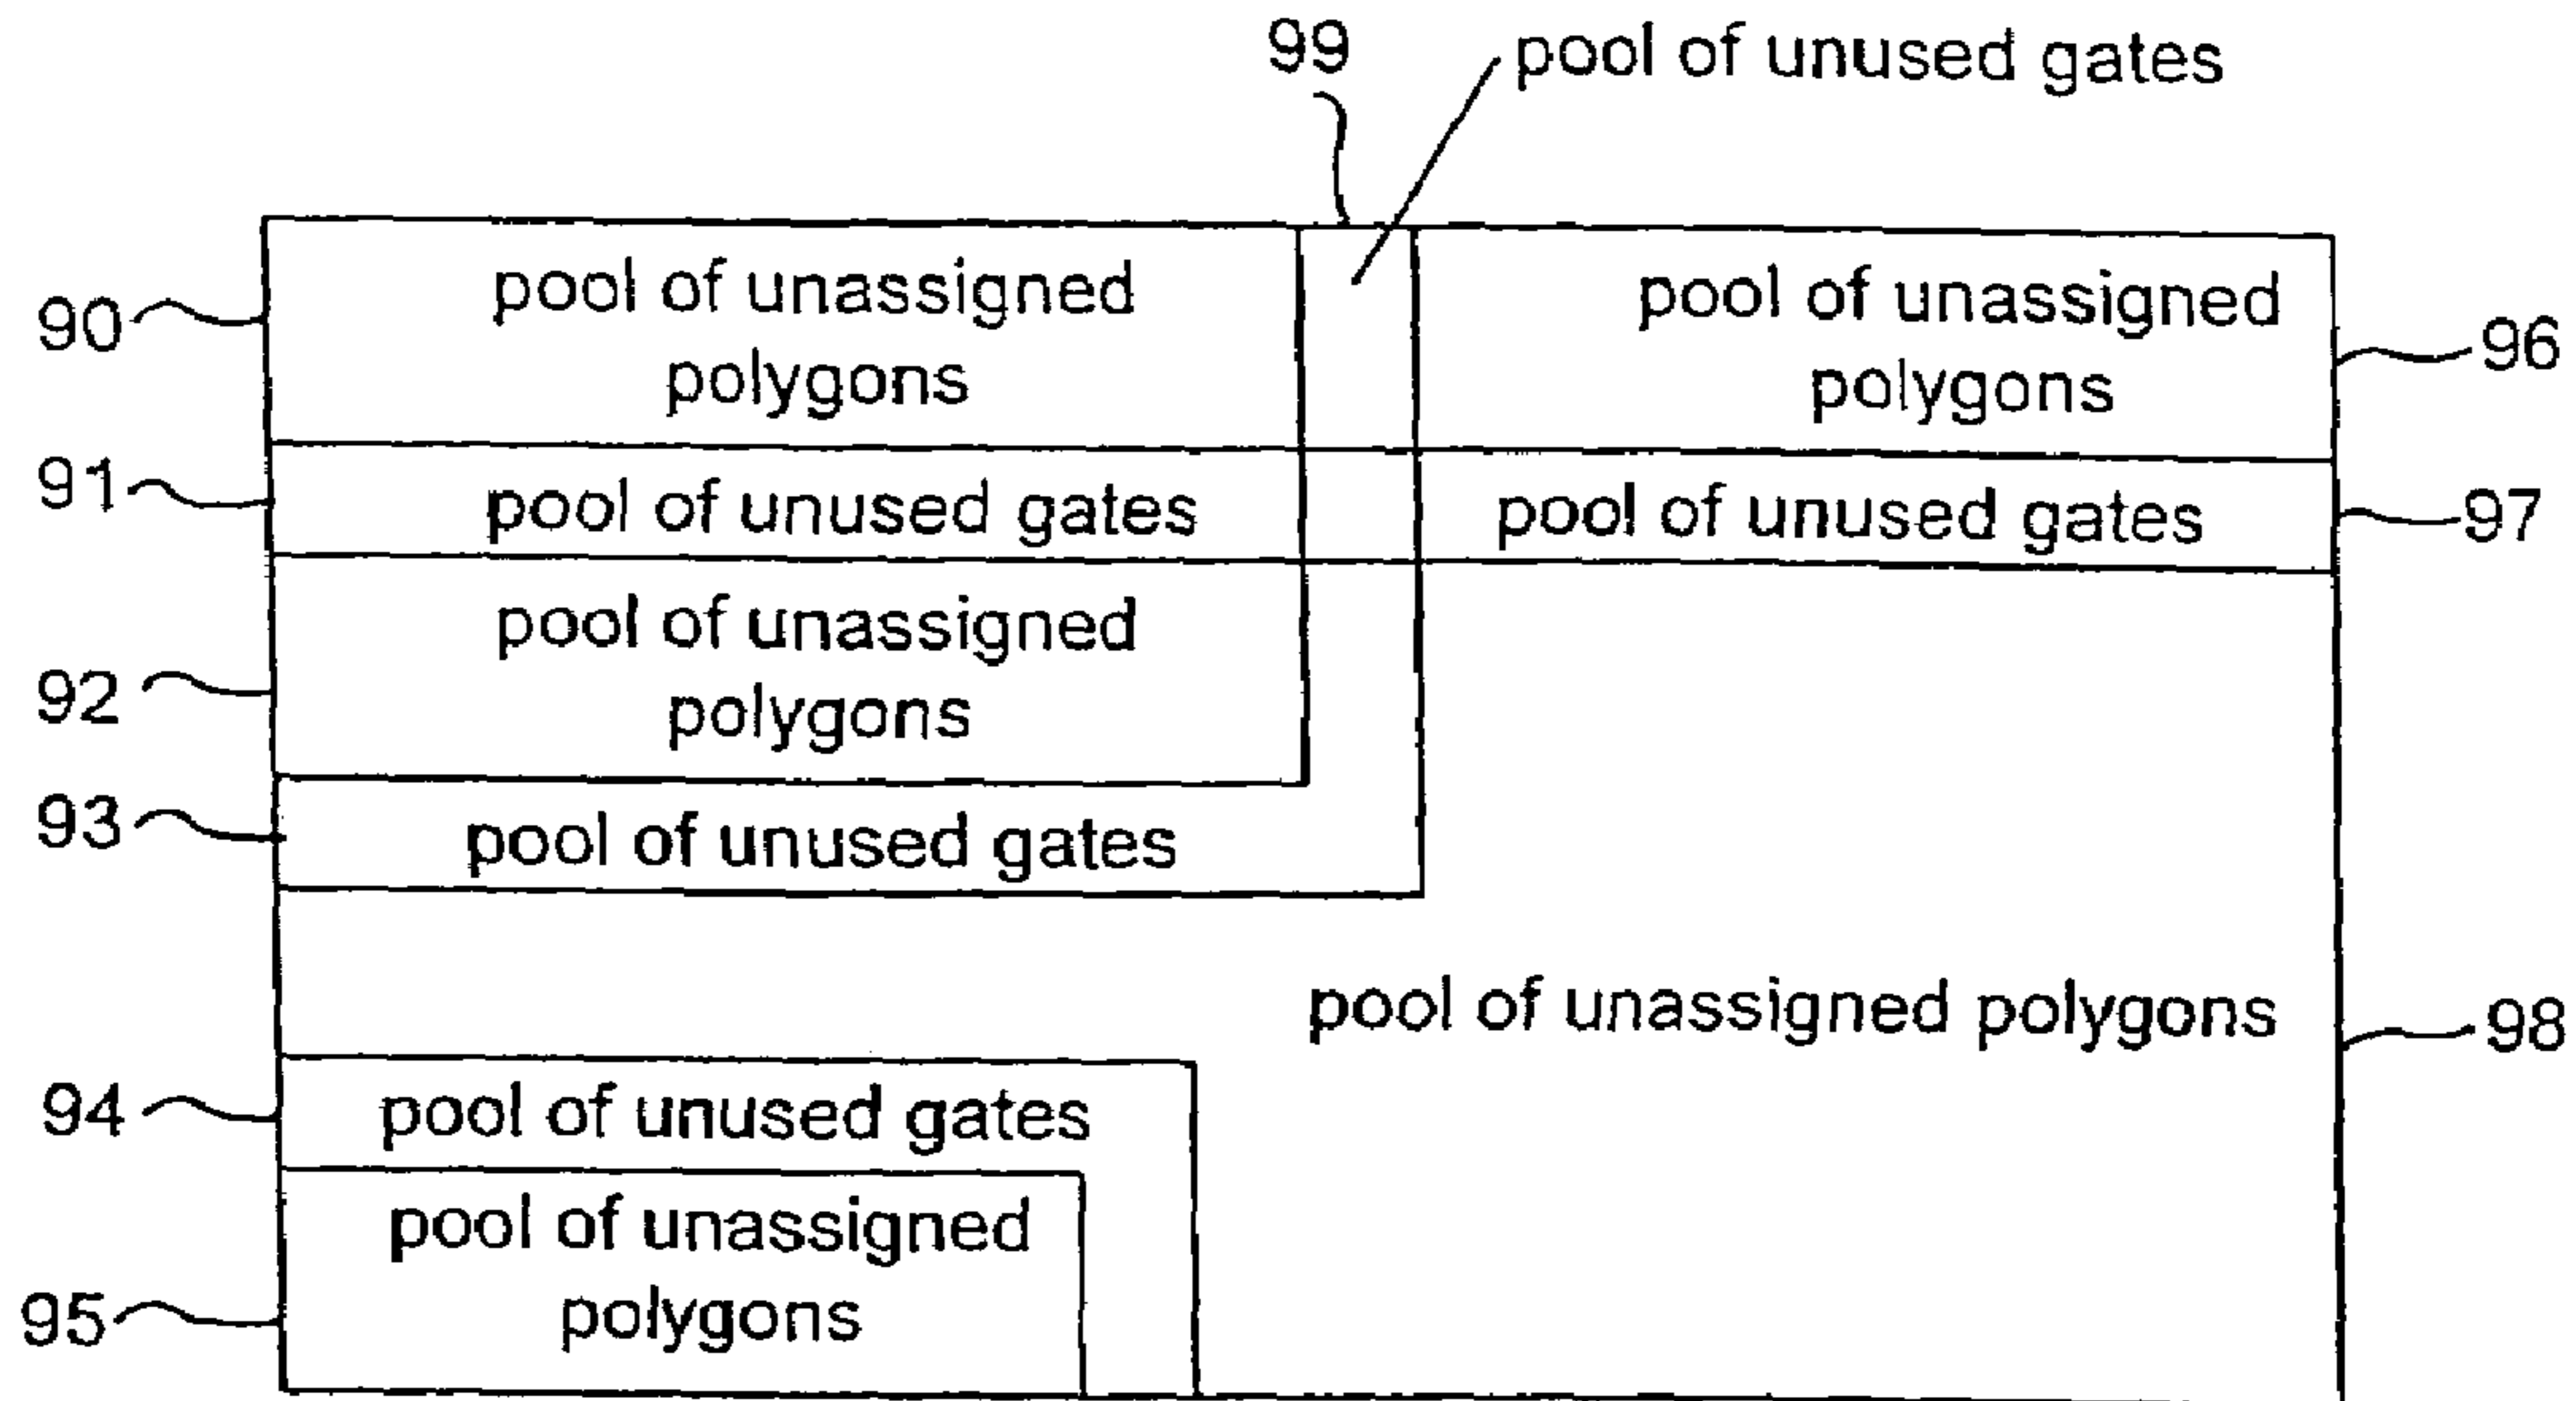 99
pool of unused gates
90
pool of unassigned
polygons
pool of unassigned
polygons
96
91
pool of unused gates
pool of unused gates
97
92
pool of unassigned
polygons
93
pool of unused gates
pool of unassigned polygons
98
94
pool of unused gates
95
pool of unassigned
polygons